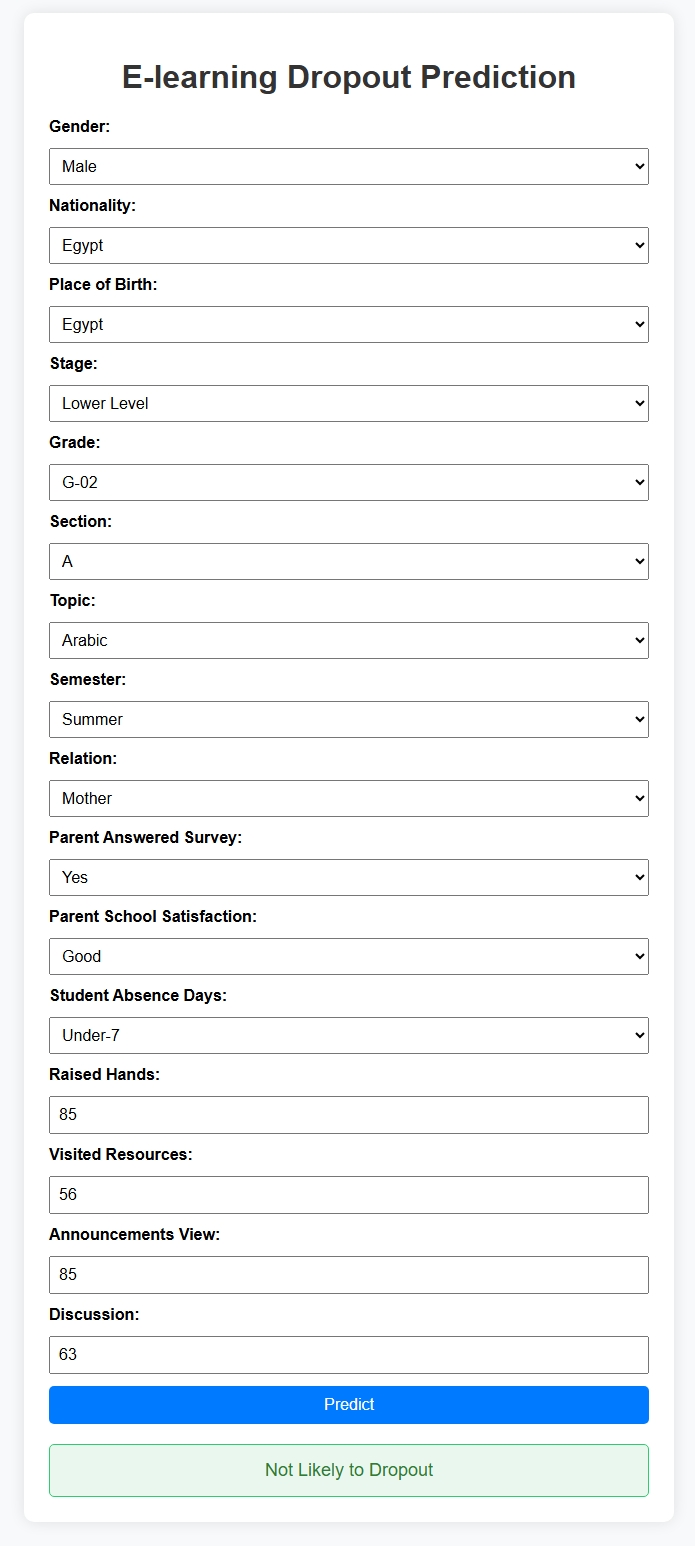 E-learning Dropout Prediction
Gender:
Male
Nationality:
Egypt
Place of Birth:
Egypt
Stage:
Lower Level
Grade:
G-02
Section:
A
Topic:
Arabic
Semester:
Summer
Relation:
Mother
Parent Answered Survey:
Yes
Parent School Satisfaction:
Good
Student Absence Days:
Under-7
Raised Hands:
85
Visited Resources:
56
Announcements View:
85
Discussion:
63
Predict
Not Likely to Dropout